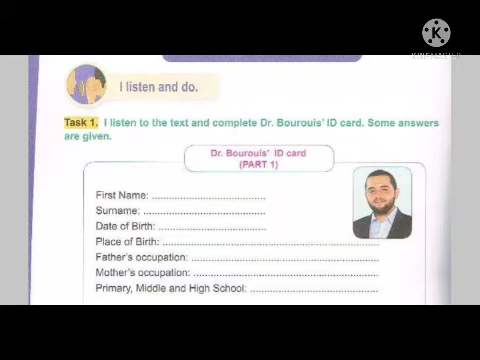 I listen and do.
Task 1. I listen to the text and complete Dr. Bourouis' ID card. Some answers
are given.
Dr. Bourouis' ID card
(PART 1)
First Name: ......................................
Surname: .........................................
Date of Birth: ....................................
Place of Birth: ........................................................................
Father's occupation: ..............................................................
Mother's occupation: .............................................................
Primary, Middle and High School: ...........................................